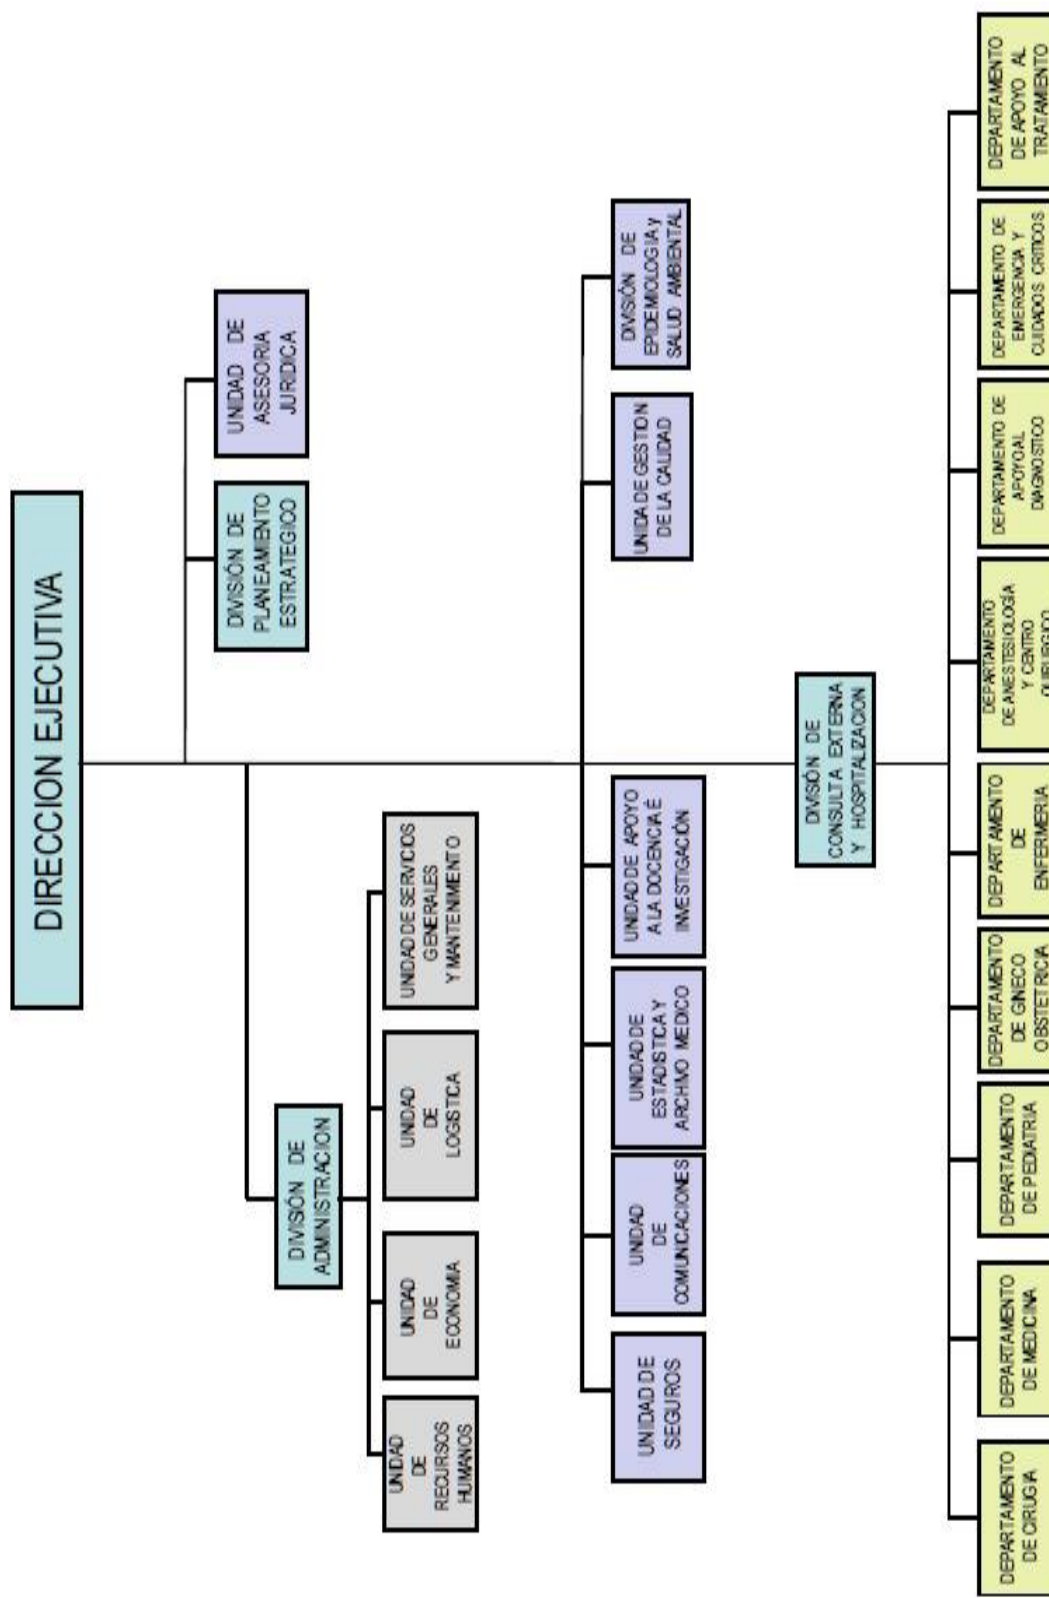 DIRECCION EJECUTIVA
DIVISIÓN DE
PLANEAMIENTO
ESTRATEGICO
UNIDAD DE
ASESORIA
JURIDICA
DIVISIÓN DE
ADMINISTRACION
UNIDAD
DE
RECURSOS
HUMANOS
UNIDAD
DE
ECONOMIA
UNIDAD
DE
LOGISTICA
UNIDAD DE SERVICIOS
GENERALES
Y MANTENIMIENTO
UNIDAD DE
SEGUROS
UNIDAD
DE
COMUNICACIONES
UNIDAD DE
ESTADISTICA Y
ARCHIVO MEDICO
UNIDAD DE APOYO
A LA DOCENCIA É
INVESTIGACIÓN
UNIDA DE GESTION
DE LA CALIDAD
DIVISIÓN DE
EPIDEMIOLOGIA y
SALUD AMBIENTAL
DIVISIÓN DE
CONSULTA EXTERNA
Y HOSPITALIZACION
DEPARTAMENTO
DE CIRUGIA
DEPARTAMENTO
DE MEDICINA
DEPARTAMENTO
DE PEDIATRIA
DEPARTAMENTO
DE GINECO
OBSTETRICIA
DEPARTAMENTO
DE
ENFERMERIA
DEPARTAMENTO
DE ANESTESIOLOGÍA
Y CENTRO
QUIRURGICO
DEPARTAMENTO DE
APOYO AL
DIAGNOSTICO
DEPARTAMENTO DE
EMERGENCIA Y
CUIDADOS CRITICOS
DEPARTAMENTO
DE APOYO AL
TRATAMIENTO